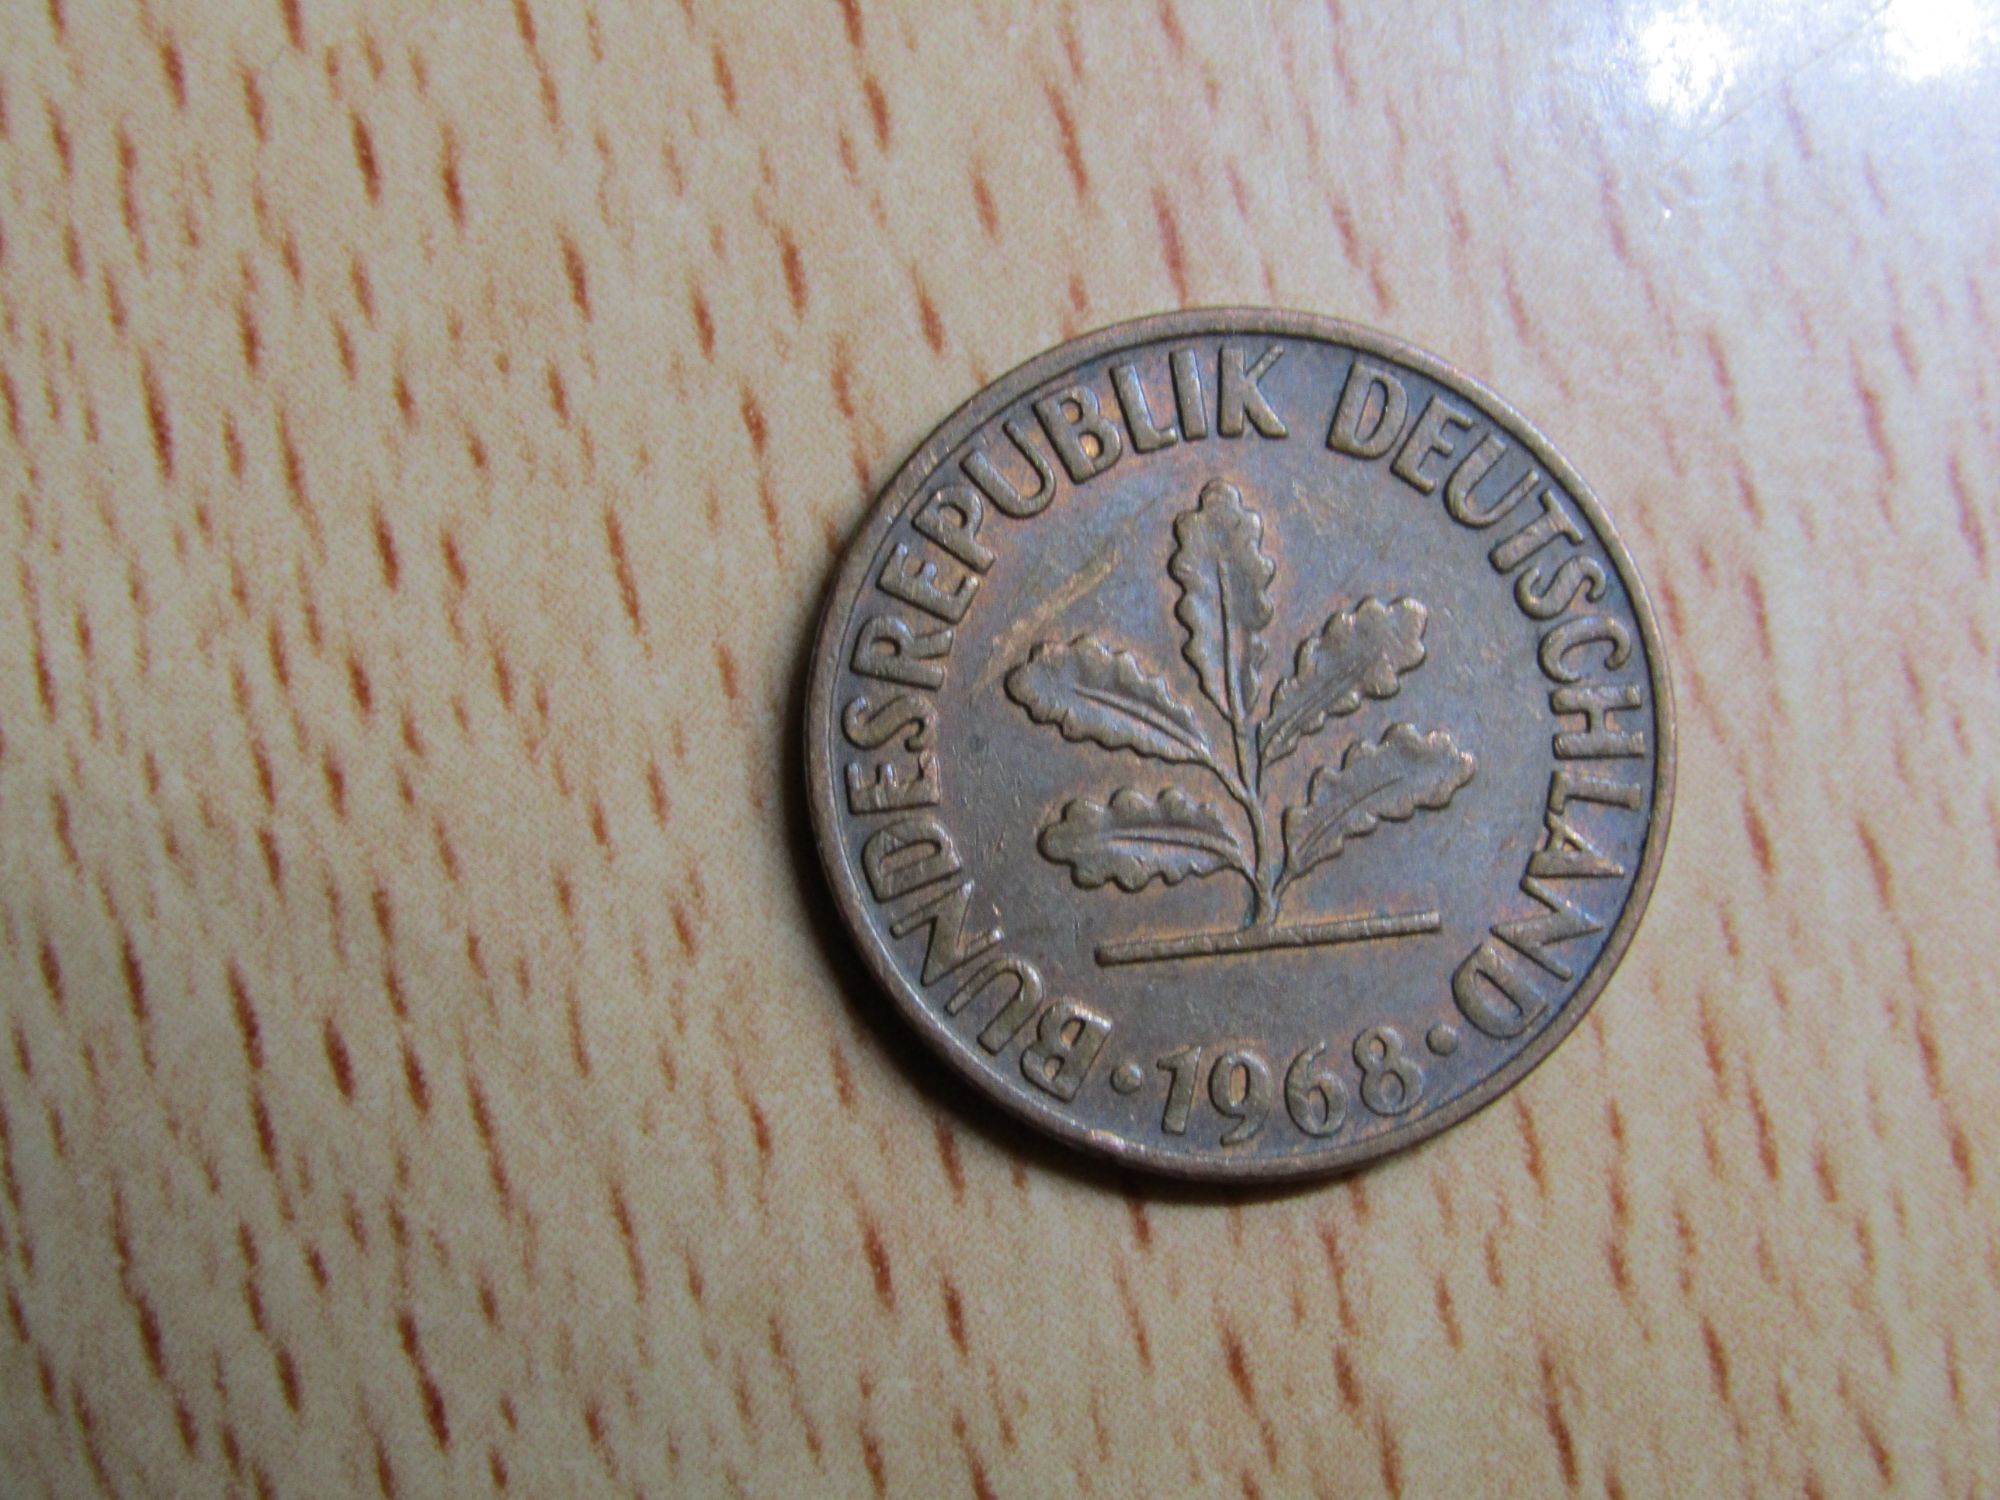 BUNDESREPUBLIK DEUTSCHLAND
· 1968 ·